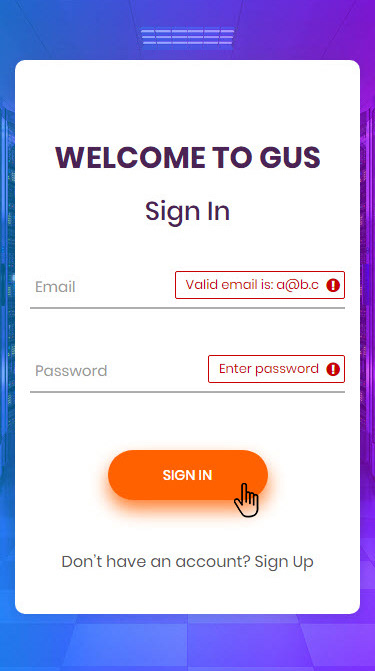 WELCOME TO GUS
Sign In
Email
Valid email is: a@b.c
Password
Enter password
SIGN IN
Don't have an account? Sign Up